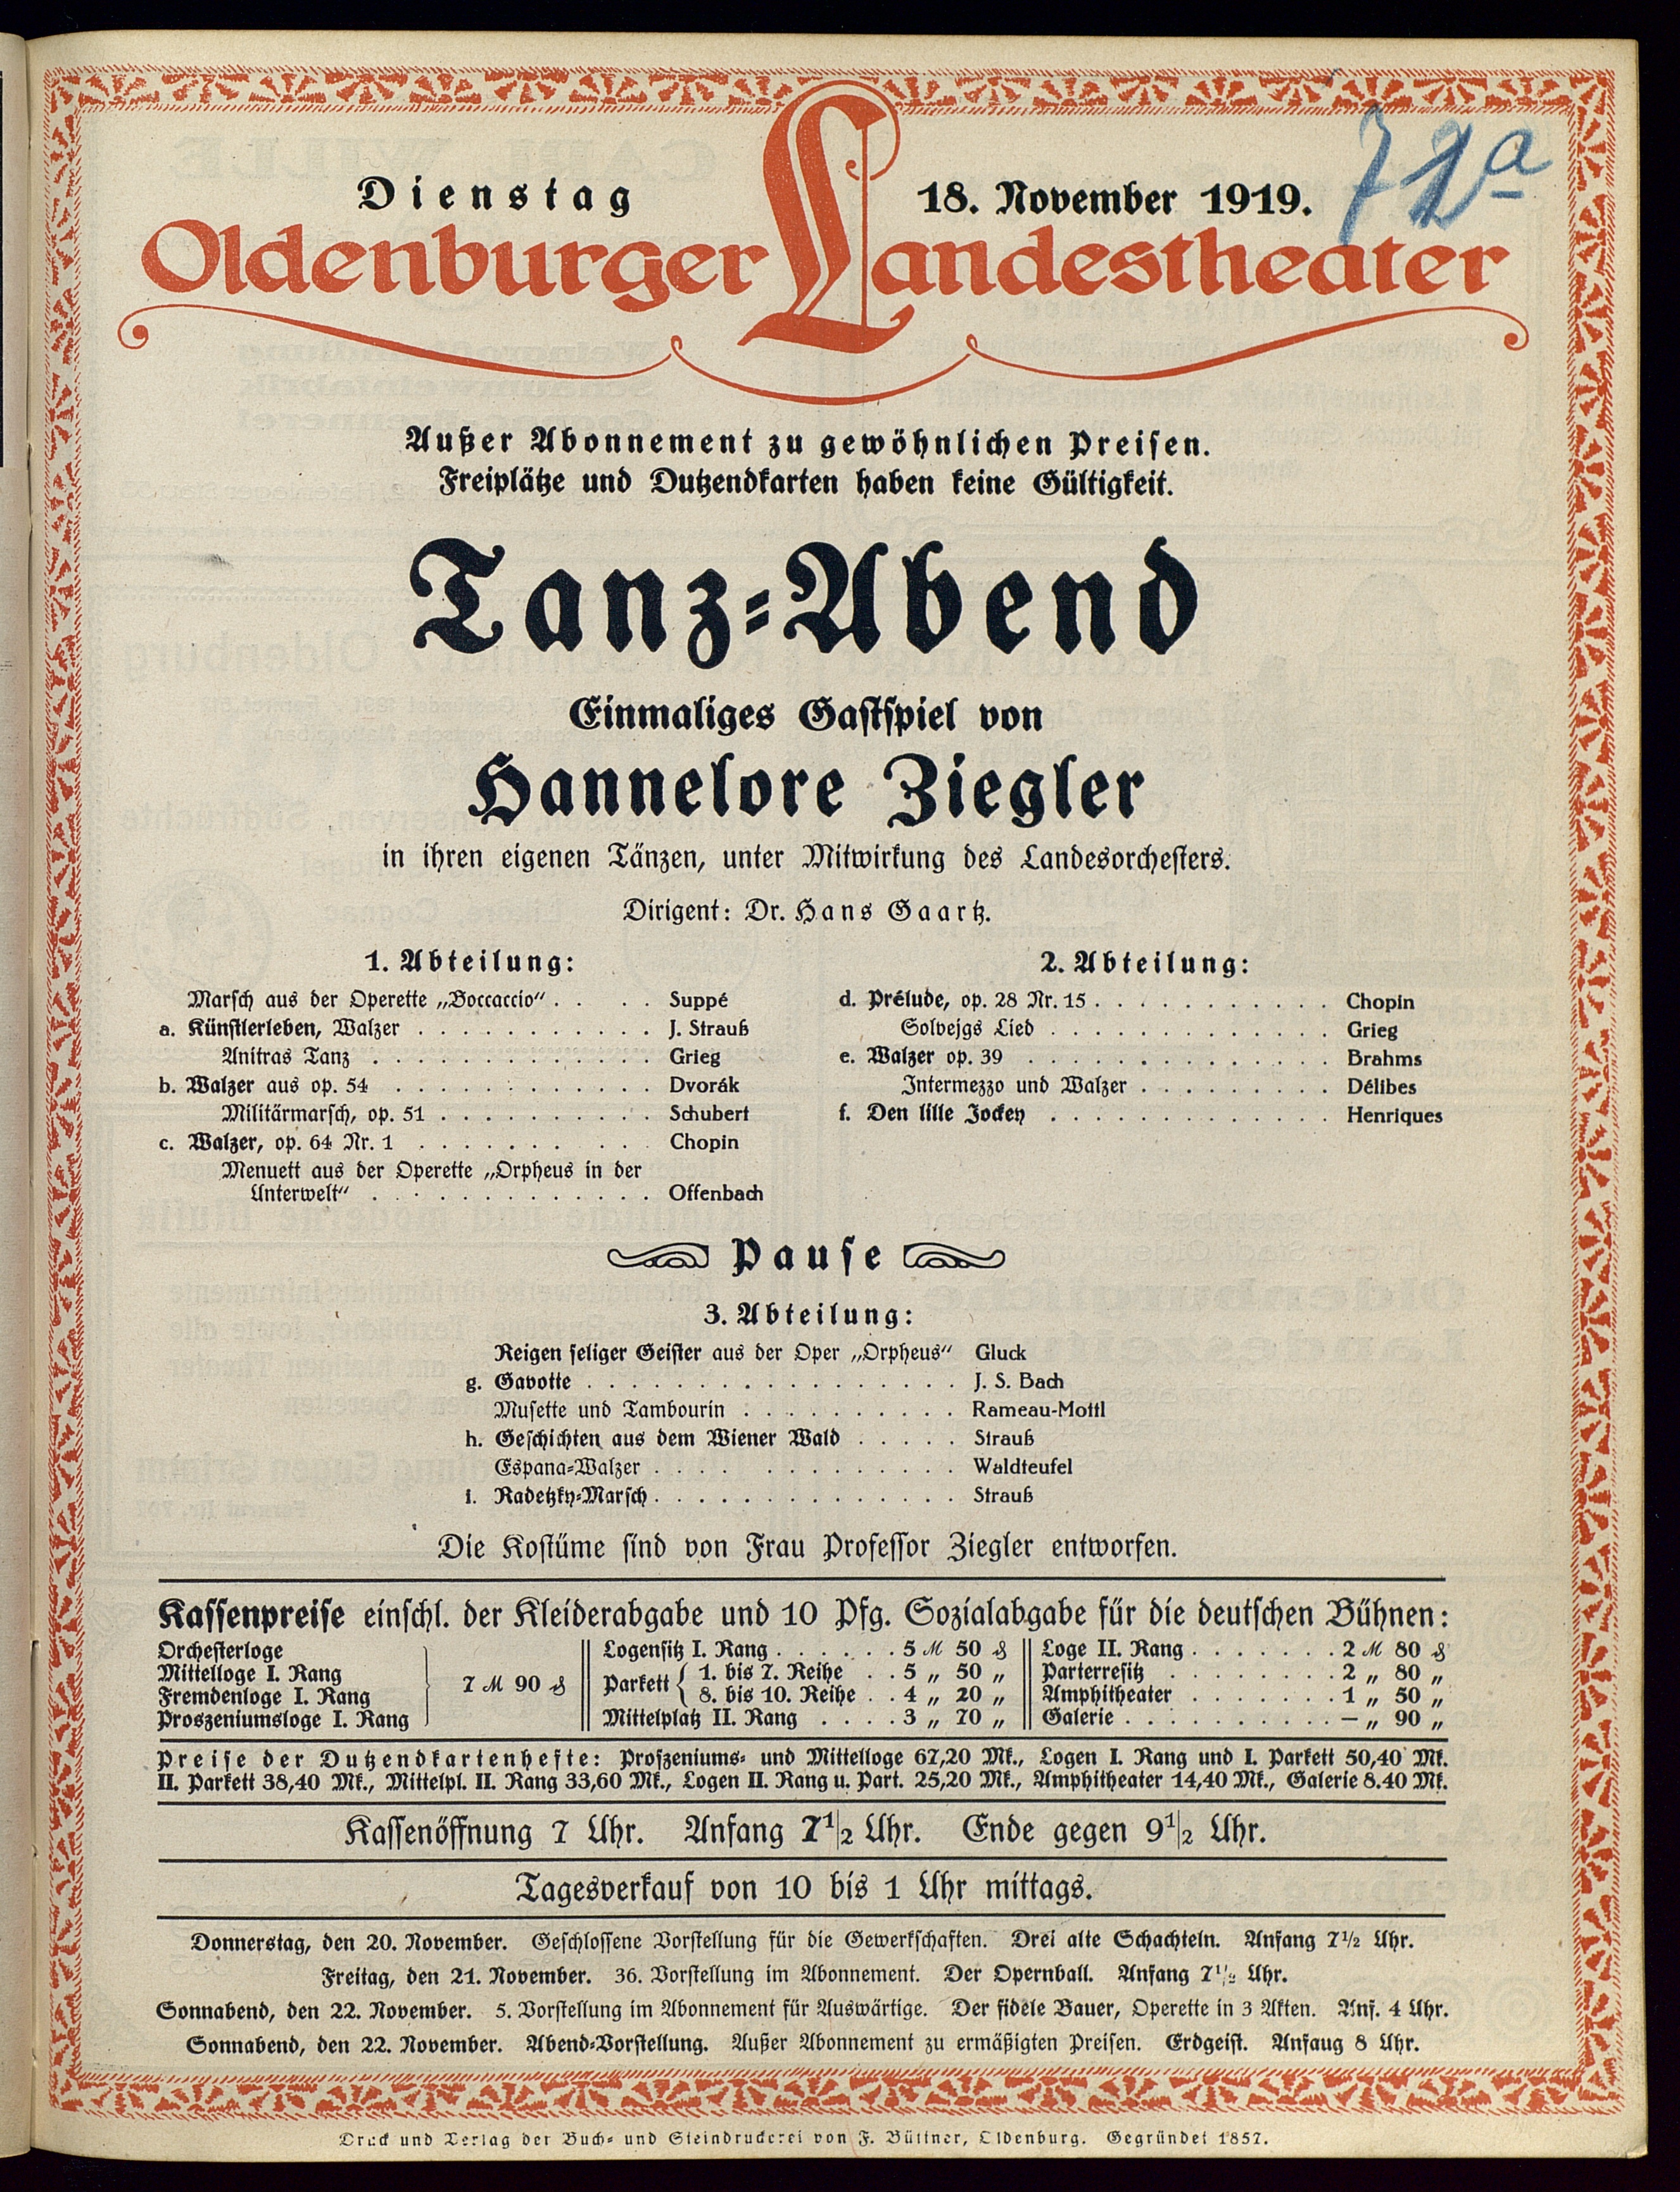 Dienstag 18. November 1919.
72a
Oldenburger Landestheater
Außer Abonnement zu gewöhnlichen Preisen.
Freiplätze und Dutzendkarten haben keine Gültigkeit.
Tanz=Abend
Einmaliges Gastspiel von
Hannelore Ziegler
in ihren eigenen Tänzen, unter Mitwirkung des Landesorchesters.
Dirigent: Dr. Hans Gaartz.
1. Abteilung:
Marsch aus der Operette „Boccaccio“ . . . . Suppé
a. Künstlerleben, Walzer . . . . . . . . . . . J. Strauß
Anitras Tanz . . . . . . . . . . . . . Grieg
b. Walzer aus op. 54 . . . . . . . . . . . . Dvorák
Militärmarsch, op. 51 . . . . . . . . . . Schubert
c. Walzer, op. 64 Nr. 1 . . . . . . . . . . . Chopin
Menuett aus der Operette „Orpheus in der
Unterwelt“ . . . . . . . . . . . . . Offenbach
2. Abteilung:
d. Prélude, op. 28 Nr. 15 . . . . . . . . . . . Chopin
Solvejgs Lied . . . . . . . . . . . . . Grieg
e. Walzer op. 39 . . . . . . . . . . . . . . Brahms
Intermezzo und Walzer . . . . . . . . . Délibes
f. Den lille Jockey . . . . . . . . . . . . . Henriques
Pause
3. Abteilung:
Reigen seliger Geister aus der Oper „Orpheus“ Gluck
g. Gavotte . . . . . . . . . . . . . . . . . J. S. Bach
Musette und Tambourin . . . . . . . . . . Rameau-Mottl
h. Geschichten aus dem Wiener Wald . . . . . Strauß
Espana=Walzer . . . . . . . . . . . . . . Waldteufel
i. Radetzky=Marsch . . . . . . . . . . . . . . Strauß
Die Kostüme sind von Frau Professor Ziegler entworfen.
Kassenpreise einschl. der Kleiderabgabe und 10 Pfg. Sozialabgabe für die deutschen Bühnen:
Orchesterloge
Mittelloge I. Rang
Fremdenloge I. Rang
Proszeniumsloge I. Rang
7 ℳ 90 ₰
Logensitz I. Rang . . . . . . 5 ℳ 50 ₰
Parkett { 1. bis 7. Reihe . . 5 „ 50 „
8. bis 10. Reihe . . 4 „ 20 „
Mittelplatz II. Rang . . . . 3 „ 70 „
Loge II. Rang . . . . . . . 2 ℳ 80 ₰
Parterresitz . . . . . . . . 2 „ 80 „
Amphitheater . . . . . . . 1 „ 50 „
Galerie . . . . . . . . . . — „ 90 „
Preise der Dutzendkartenhefte: Proszeniums= und Mittelloge 67,20 Mk., Logen I. Rang und I. Parkett 50,40 Mk.
II. Parkett 38,40 Mk., Mittelpl. II. Rang 33,60 Mk., Logen II. Rang u. Part. 25,20 Mk., Amphitheater 14,40 Mk., Galerie 8.40 Mk.
Kassenöffnung 7 Uhr. Anfang 7 1/2 Uhr. Ende gegen 9 1/2 Uhr.
Tagesverkauf von 10 bis 1 Uhr mittags.
Donnerstag, den 20. November. Geschlossene Vorstellung für die Gewerkschaften. Drei alte Schachteln. Anfang 7 1/2 Uhr.
Freitag, den 21. November. 36. Vorstellung im Abonnement. Der Opernball. Anfang 7 1/2 Uhr.
Sonnabend, den 22. November. 5. Vorstellung im Abonnement für Auswärtige. Der fidele Bauer, Operette in 3 Akten. Anf. 4 Uhr.
Sonnabend, den 22. November. Abend=Vorstellung. Außer Abonnement zu ermäßigten Preisen. Erdgeist. Anfaug 8 Uhr.
Druck und Verlag der Buch= und Steindruckerei von F. Büttner, Oldenburg. Gegründet 1857.